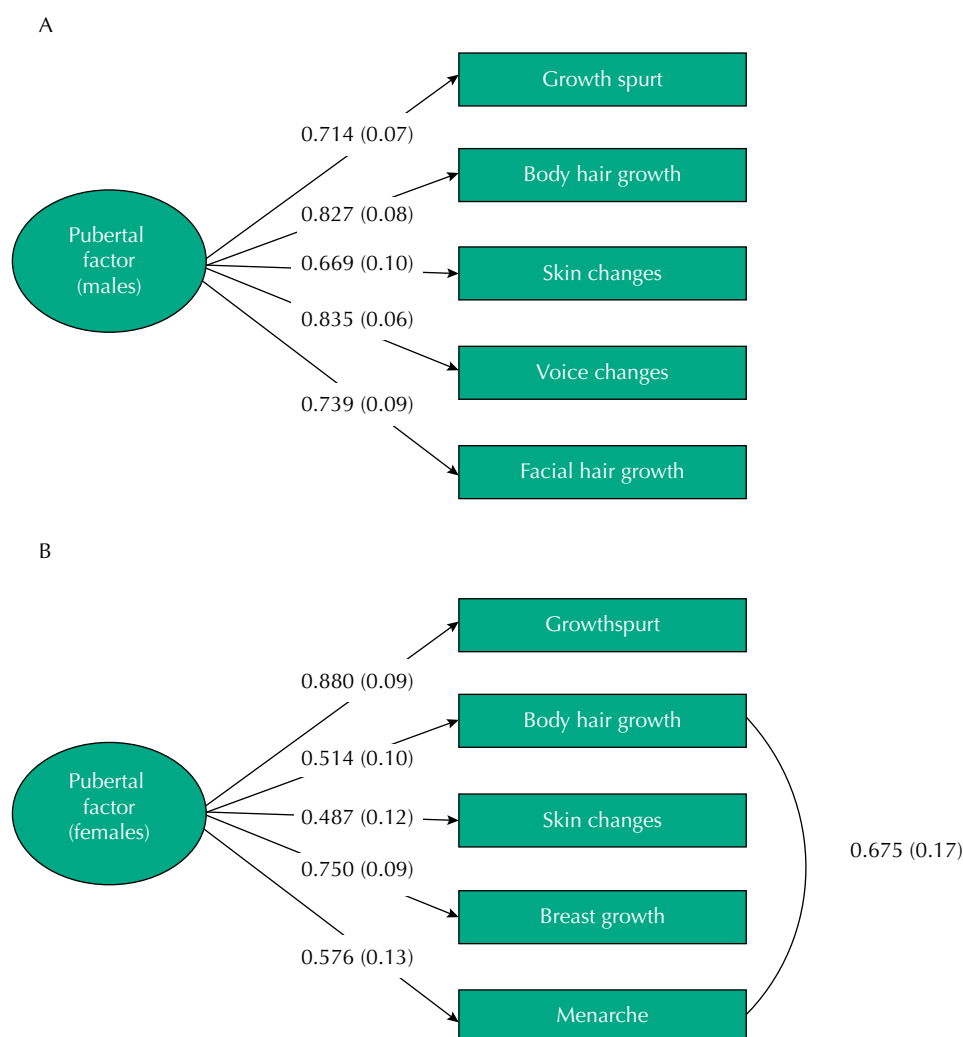 A
Growth spurt
0.714 (0.07)
Body hair growth
0.827 (0.08)
Pubertal
factor
(males)
0.669 (0.10)
Skin changes
0.835 (0.06)
Voice changes
0.739 (0.09)
Facial hair growth
B
Growthspurt
0.880 (0.09)
Body hair growth
0.514 (0.10)
Pubertal
factor
(females)
0.487 (0.12)
Skin changes
0.675 (0.17)
0.750 (0.09)
Breast growth
0.576 (0.13)
Menarche